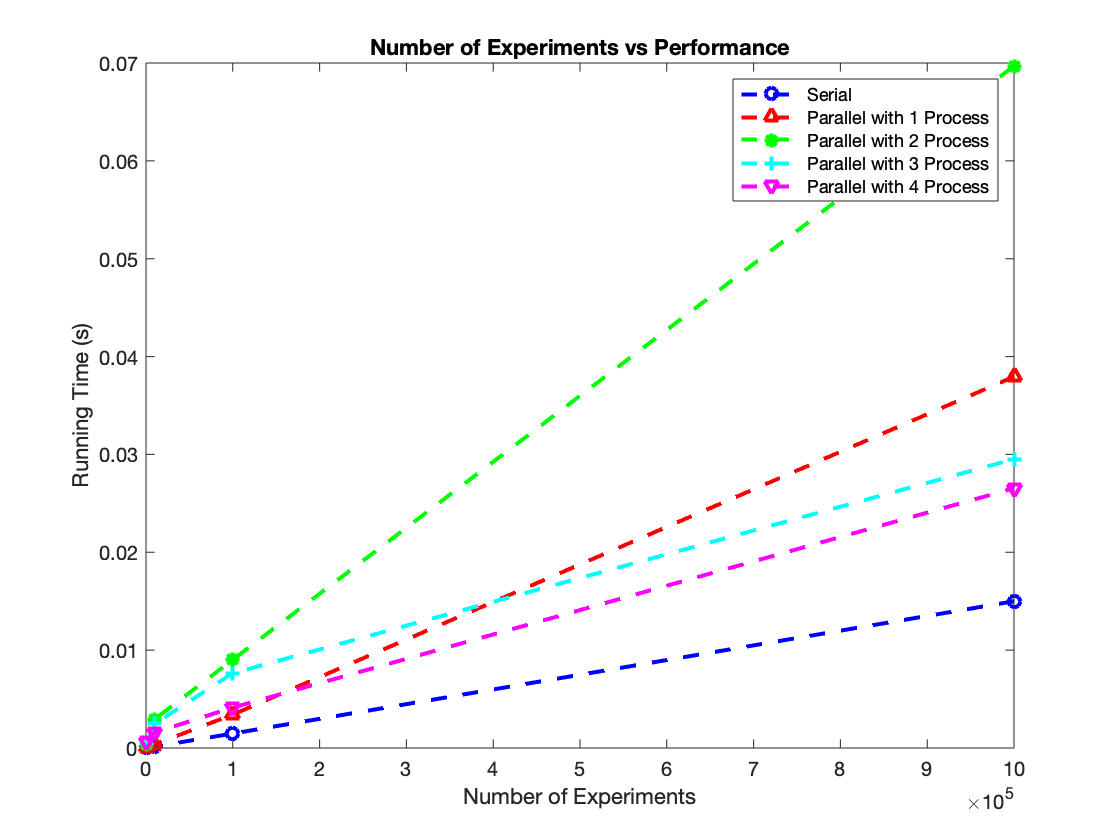 Number of Experiments vs Performance
0.07
0.06
0.05
0.04
0.03
0.02
0.01
0
Running Time (s)
Serial
Parallel with 1 Process
Parallel with 2 Process
Parallel with 3 Process
Parallel with 4 Process
0 1 2 3 4 5 6 7 8 9 10
Number of Experiments
×10⁵